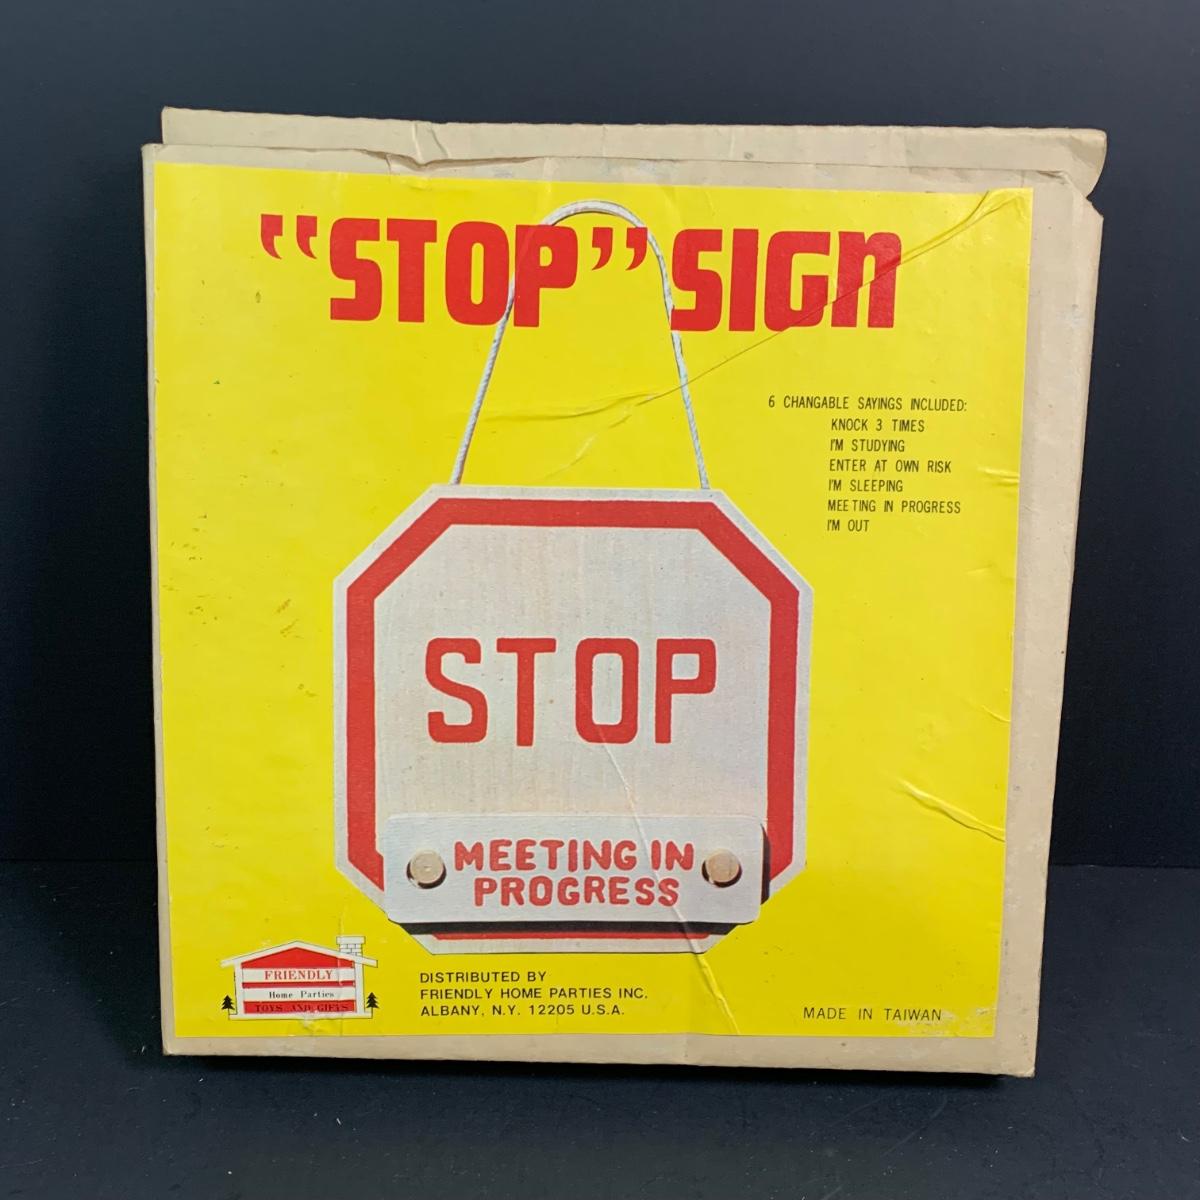 “STOP” SIGN
6 CHANGABLE SAYINGS INCLUDED:
KNOCK 3 TIMES
I'M STUDYING
ENTER AT OWN RISK
I'M SLEEPING
MEETING IN PROGRESS
I'M OUT
STOP
MEETING IN
PROGRESS
FRIENDLY
Home Parties
TOYS AND GIFTS
DISTRIBUTED BY
FRIENDLY HOME PARTIES INC.
ALBANY, N.Y. 12205 U.S.A.
MADE IN TAIWAN